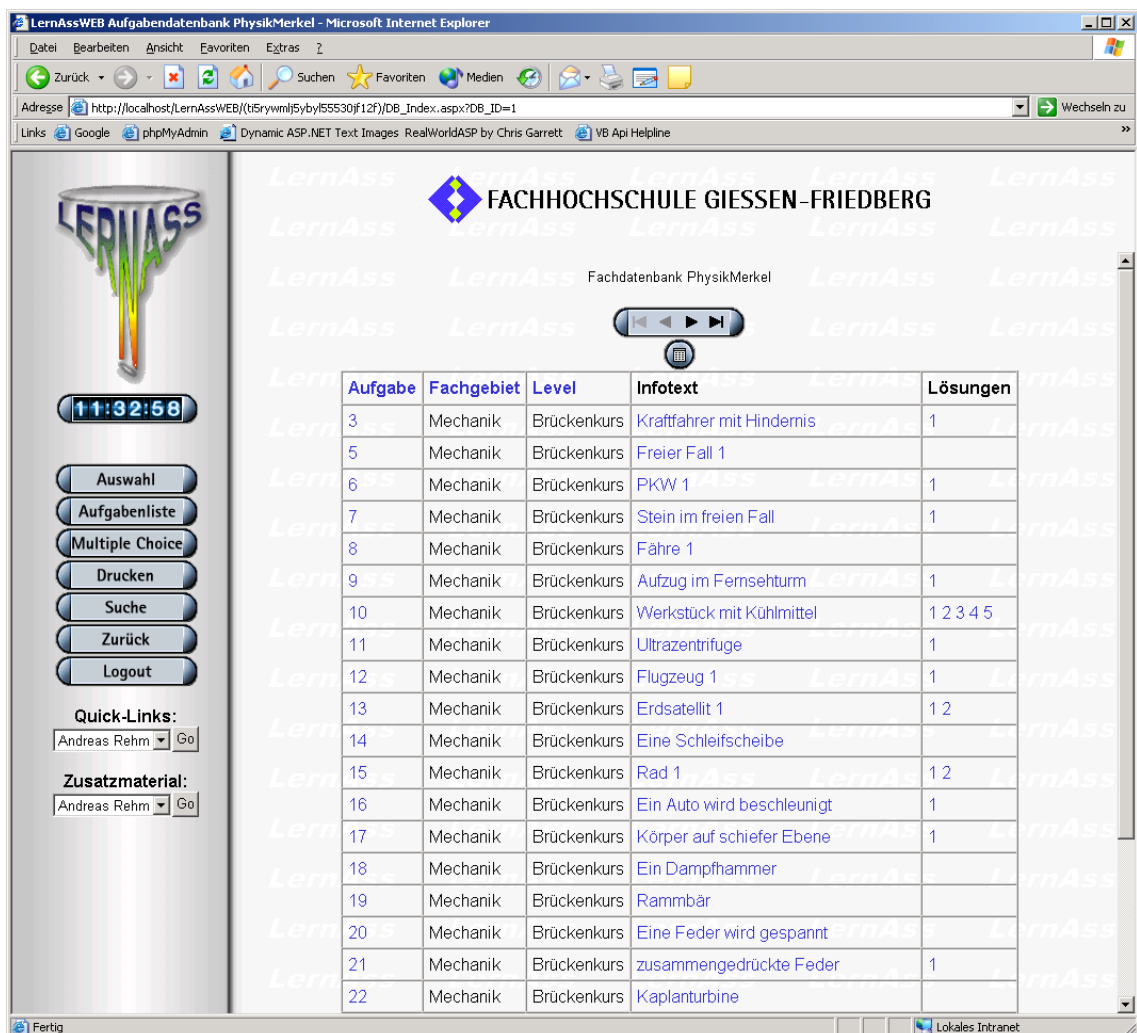 LernAssWEB Aufgabendatenbank PhysikMerkel - Microsoft Internet Explorer
Datei Bearbeiten Ansicht Favoriten Extras ?
Zurück Suchen Favoriten Medien
Adresse http://localhost/LernAssWEB/(ti5rywmlj5ybyl55530jf12f)/DB_Index.aspx?DB_ID=1 Wechseln zu
Links Google phpMyAdmin Dynamic ASP.NET Text Images RealWorldASP by Chris Garrett VB Api Helpline »
LERNASS
FACHHOCHSCHULE GIESSEN-FRIEDBERG
Fachdatenbank PhysikMerkel
11:32:58
Auswahl
Aufgabenliste
Multiple Choice
Drucken
Suche
Zurück
Logout
Quick-Links:
Andreas Rehm Go
Zusatzmaterial:
Andreas Rehm Go
Aufgabe Fachgebiet Level Infotext Lösungen
3 Mechanik Brückenkurs Kraftfahrer mit Hindernis 1
5 Mechanik Brückenkurs Freier Fall 1
6 Mechanik Brückenkurs PKW 1 1
7 Mechanik Brückenkurs Stein im freien Fall 1
8 Mechanik Brückenkurs Fähre 1
9 Mechanik Brückenkurs Aufzug im Fernsehturm 1
10 Mechanik Brückenkurs Werkstück mit Kühlmittel 1 2 3 4 5
11 Mechanik Brückenkurs Ultrazentrifuge 1
12 Mechanik Brückenkurs Flugzeug 1 1
13 Mechanik Brückenkurs Erdsatellit 1 1 2
14 Mechanik Brückenkurs Eine Schleifscheibe
15 Mechanik Brückenkurs Rad 1 1 2
16 Mechanik Brückenkurs Ein Auto wird beschleunigt 1
17 Mechanik Brückenkurs Körper auf schiefer Ebene 1
18 Mechanik Brückenkurs Ein Dampfhammer
19 Mechanik Brückenkurs Rammbär
20 Mechanik Brückenkurs Eine Feder wird gespannt
21 Mechanik Brückenkurs zusammengedrückte Feder 1
22 Mechanik Brückenkurs Kaplanturbine
Fertig Lokales Intranet